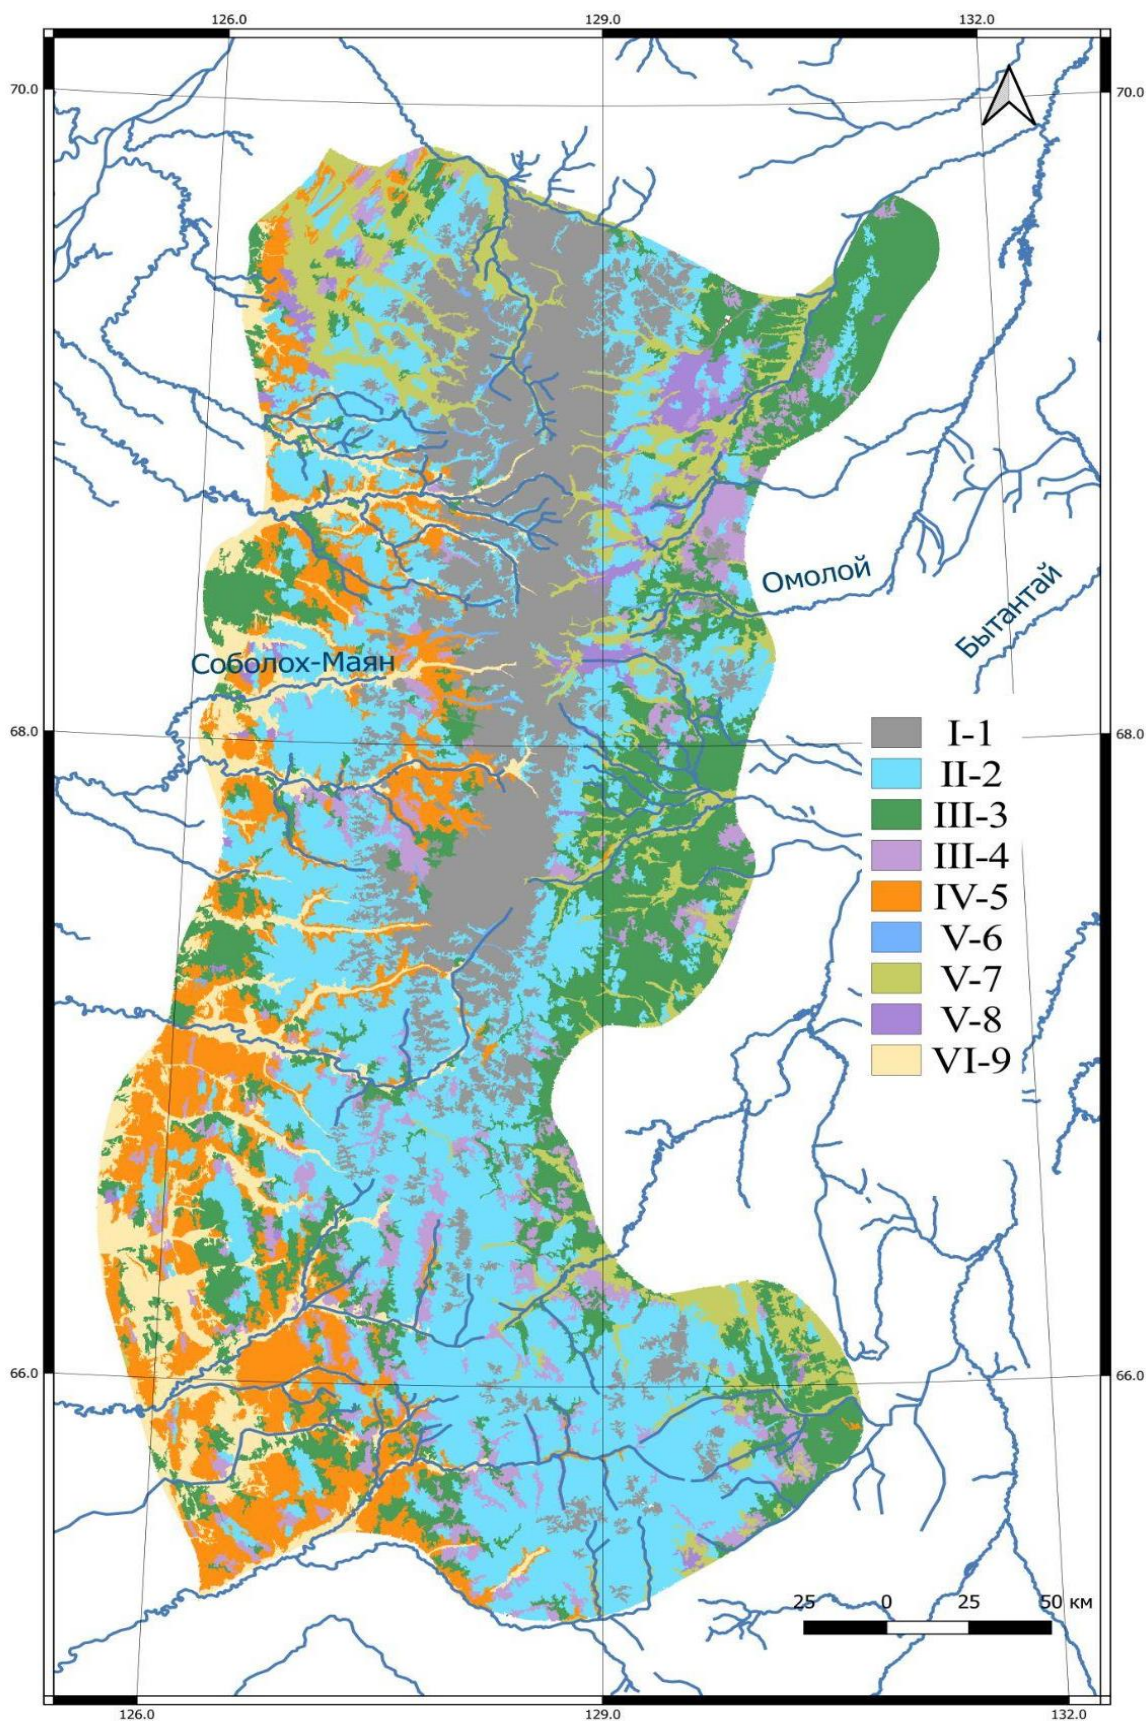 126.0 129.0 132.0
70.0 70.0
Омолой
Бытантай
Соболох-Маян
68.0 68.0
I-1
II-2
III-3
III-4
IV-5
V-6
V-7
V-8
VI-9
66.0 66.0
25 0 25 50 км
126.0 129.0 132.0